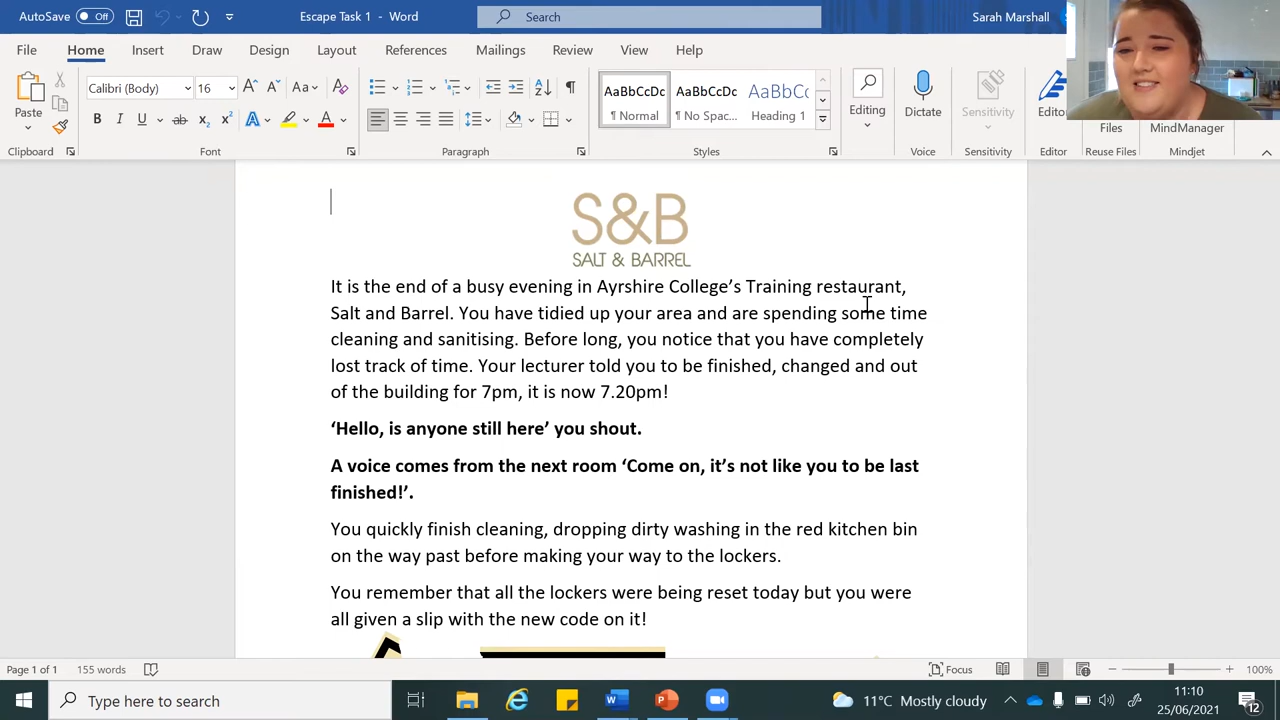 AutoSave Off Escape Task 1 - Word Search Sarah Marshall
File Home Insert Draw Design Layout References Mailings Review View Help
Paste Calibri (Body) 16 AaBbCcDc AaBbCcDc AaBbCc Editing Dictate Sensitivity
¶ Normal ¶ No Spac... Heading 1
Files MindManager
Clipboard Font Paragraph Styles Voice Sensitivity Editor Reuse Files Mindjet
S&B
SALT & BARREL
It is the end of a busy evening in Ayrshire College’s Training restaurant,
Salt and Barrel. You have tidied up your area and are spending some time
cleaning and sanitising. Before long, you notice that you have completely
lost track of time. Your lecturer told you to be finished, changed and out
of the building for 7pm, it is now 7.20pm!
‘Hello, is anyone still here’ you shout.
A voice comes from the next room ‘Come on, it’s not like you to be last
finished!’.
You quickly finish cleaning, dropping dirty washing in the red kitchen bin
on the way past before making your way to the lockers.
You remember that all the lockers were being reset today but you were
all given a slip with the new code on it!
Page 1 of 1 155 words Focus 100%
Type here to search 11°C Mostly cloudy 11:10
25/06/2021 12